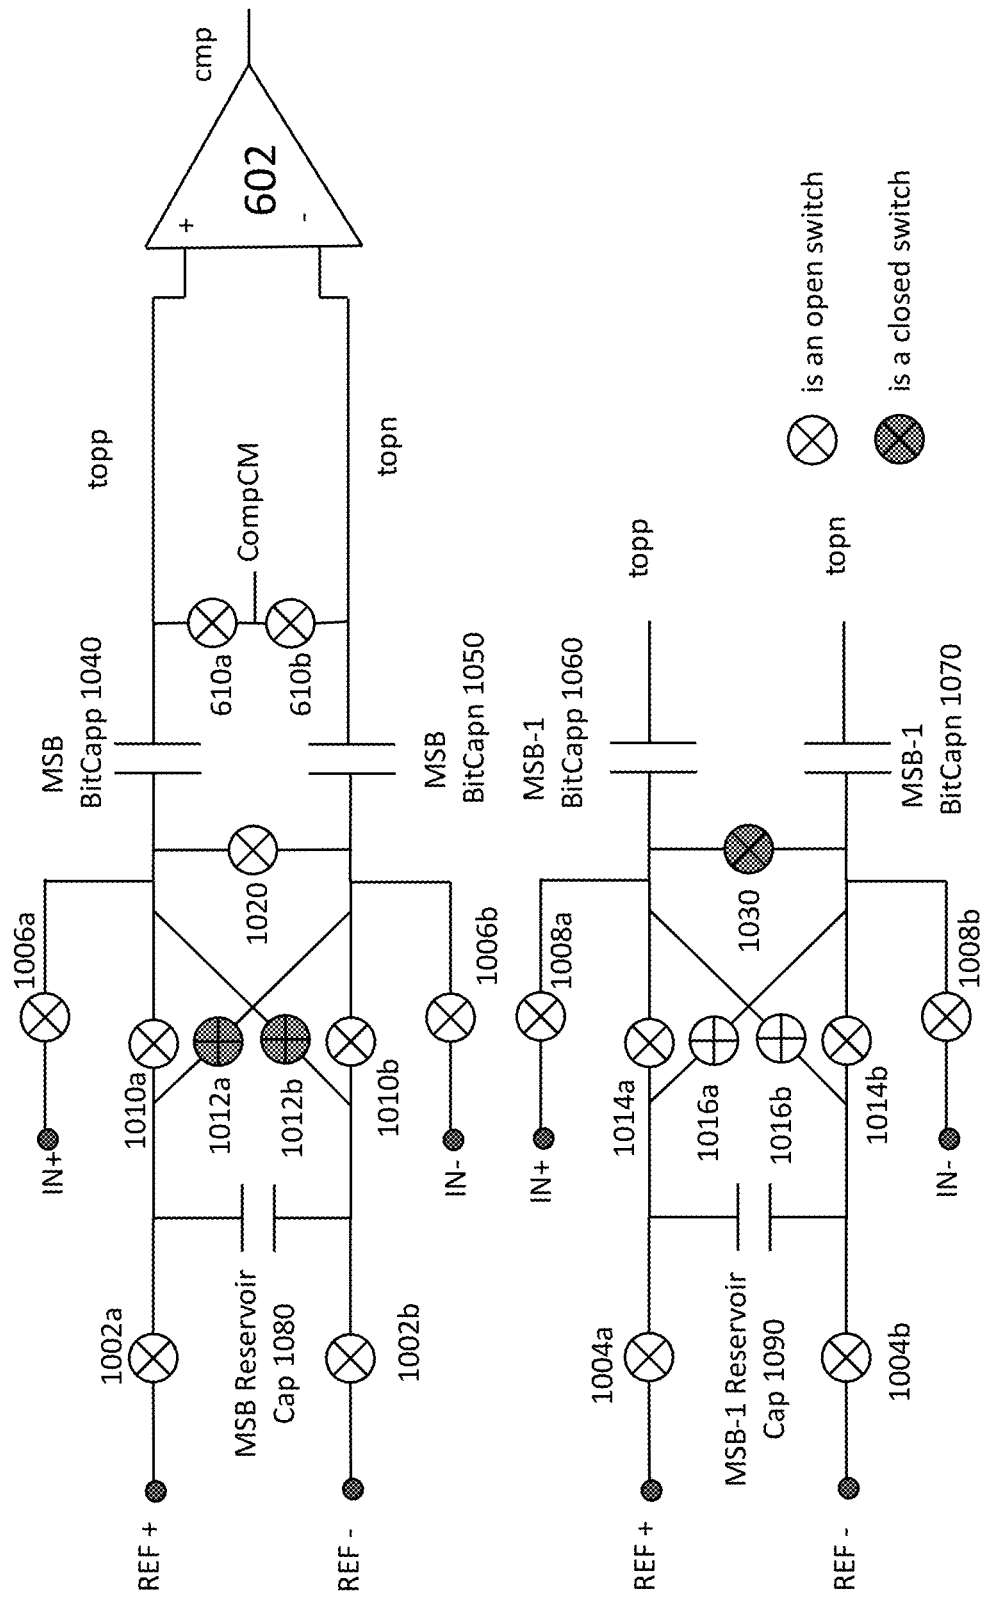 cmp
602
+
-
topp
topn
CompCM
610a
610b
MSB
BitCapp 1040
MSB
BitCapn 1050
1020
1006a
1006b
1010a
1012a
1012b
1010b
IN+
IN-
MSB Reservoir
Cap 1080
1002a
1002b
REF +
REF -
topp
topn
MSB-1
BitCapp 1060
MSB-1
BitCapn 1070
1030
1008a
1008b
1014a
1016a
1016b
1014b
IN+
IN-
MSB-1 Reservoir
Cap 1090
1004a
1004b
REF +
REF -
is an open switch
is a closed switch